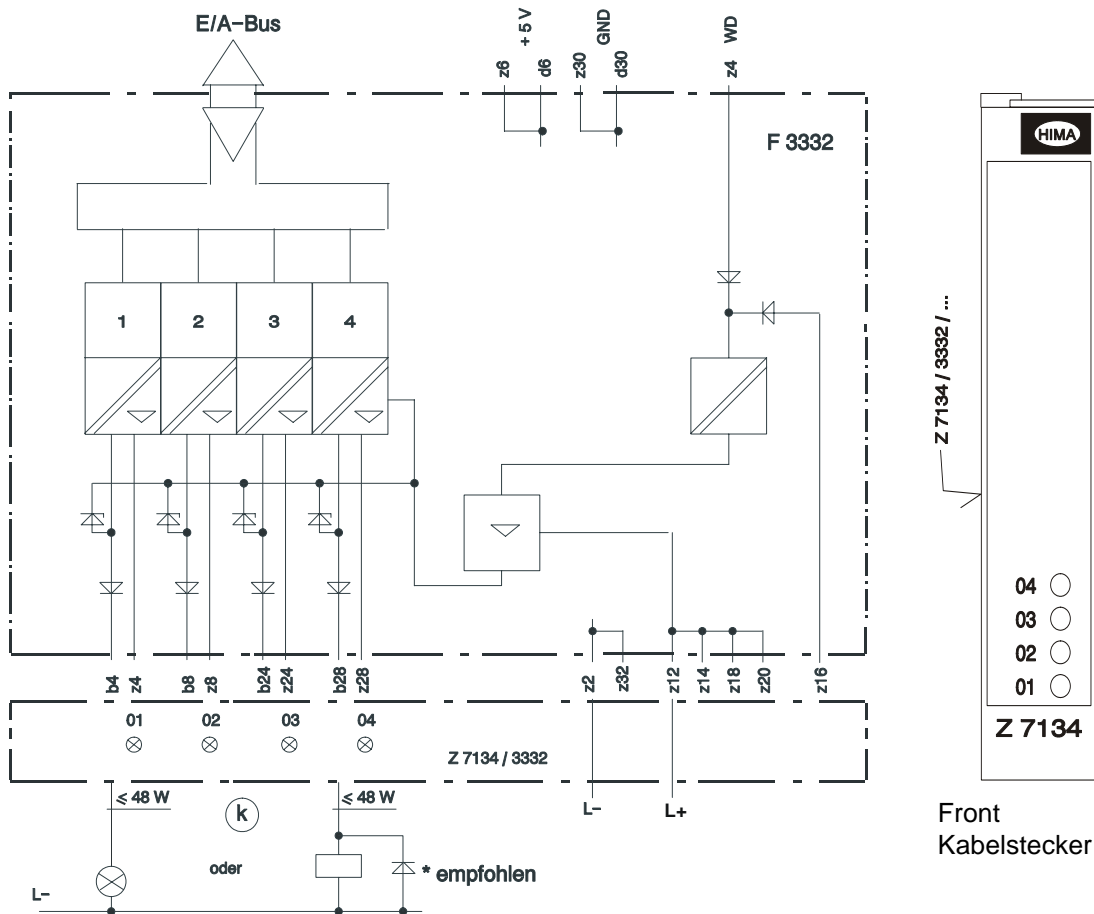 E/A-Bus
z6
+ 5 V
d6
z30
GND
d30
z4
WD
F 3332
HIMA
1
2
3
4
Z 7134 / 3332 / ...
b4
z4
b8
z8
b24
z24
b28
z28
z2
z32
z12
z14
z18
z20
z16
04
03
02
01
Z 7134
01
02
03
04
Z 7134 / 3332
≤ 48 W
k
≤ 48 W
L-
L+
oder
* empfohlen
L-
Front
Kabelstecker